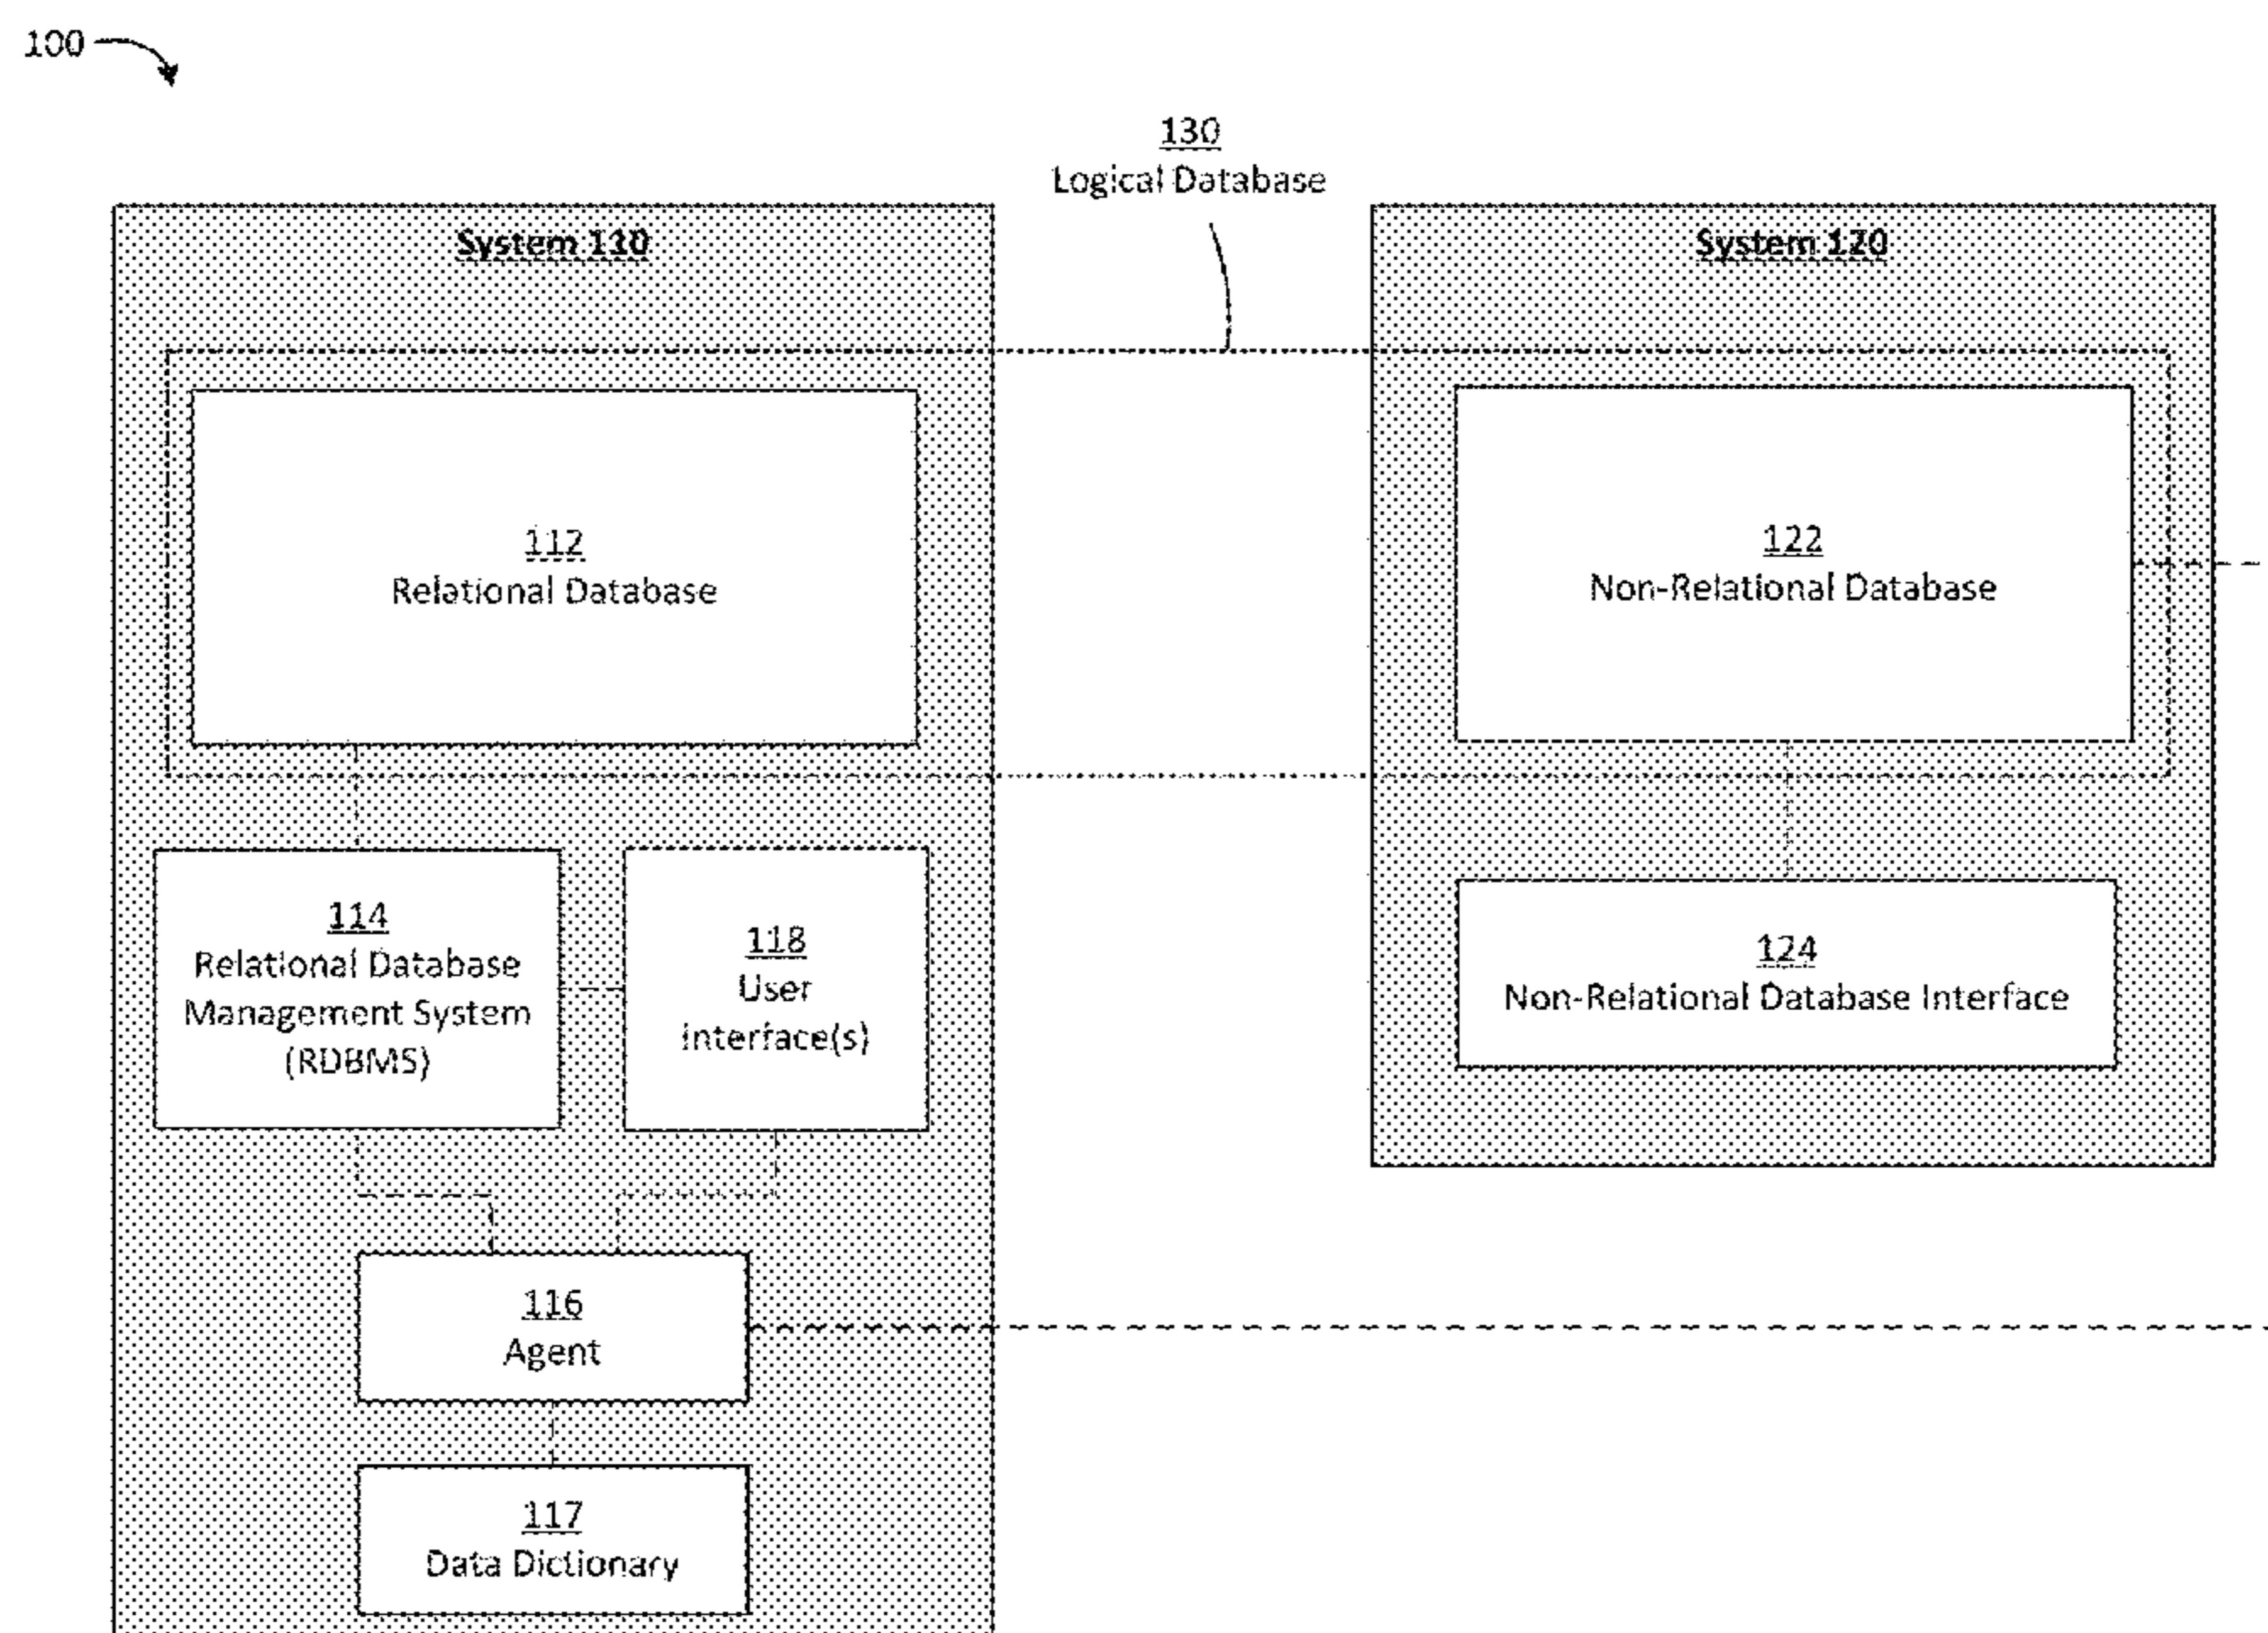 100
130
Logical Database
System 110
System 120
112
Relational Database
122
Non-Relational Database
114
Relational Database
Management System
(RDBMS)
118
User
Interface(s)
124
Non-Relational Database Interface
116
Agent
117
Data Dictionary